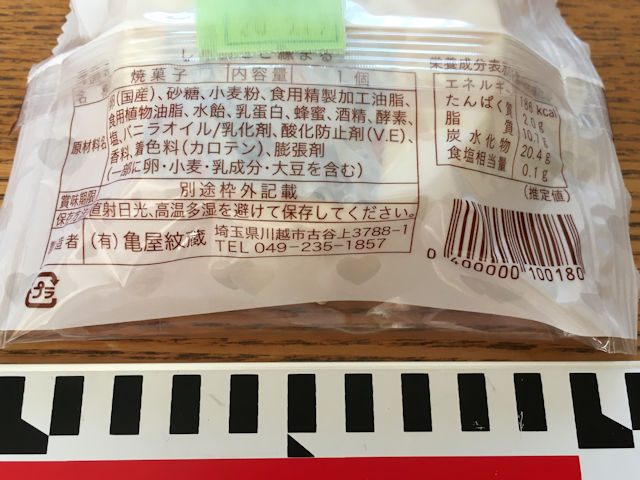 焼菓子 内容量 1個
卵(国産)、砂糖、小麦粉、食用精製加工油脂、
食用植物油脂、水飴、乳蛋白、蜂蜜、酒精、酵素、
塩、バニラオイル/乳化剤、酸化防止剤(V.E)、
香料、着色料(カロテン)、膨張剤
(一部に卵・小麦・乳成分・大豆を含む)
原材料名
賞味期限 別途枠外記載
直射日光、高温多湿を避けて保存してください。
製造者 (有)亀屋紋蔵 埼玉県川越市古谷上3788-1
TEL 049-235-1857
プラ
栄養成分表示
エネルギー 186 kcal
たんぱく質 2.0g
脂質 10.7g
炭水化物 20.4g
食塩相当量 0.1g
(推定値)
0 400000 100180